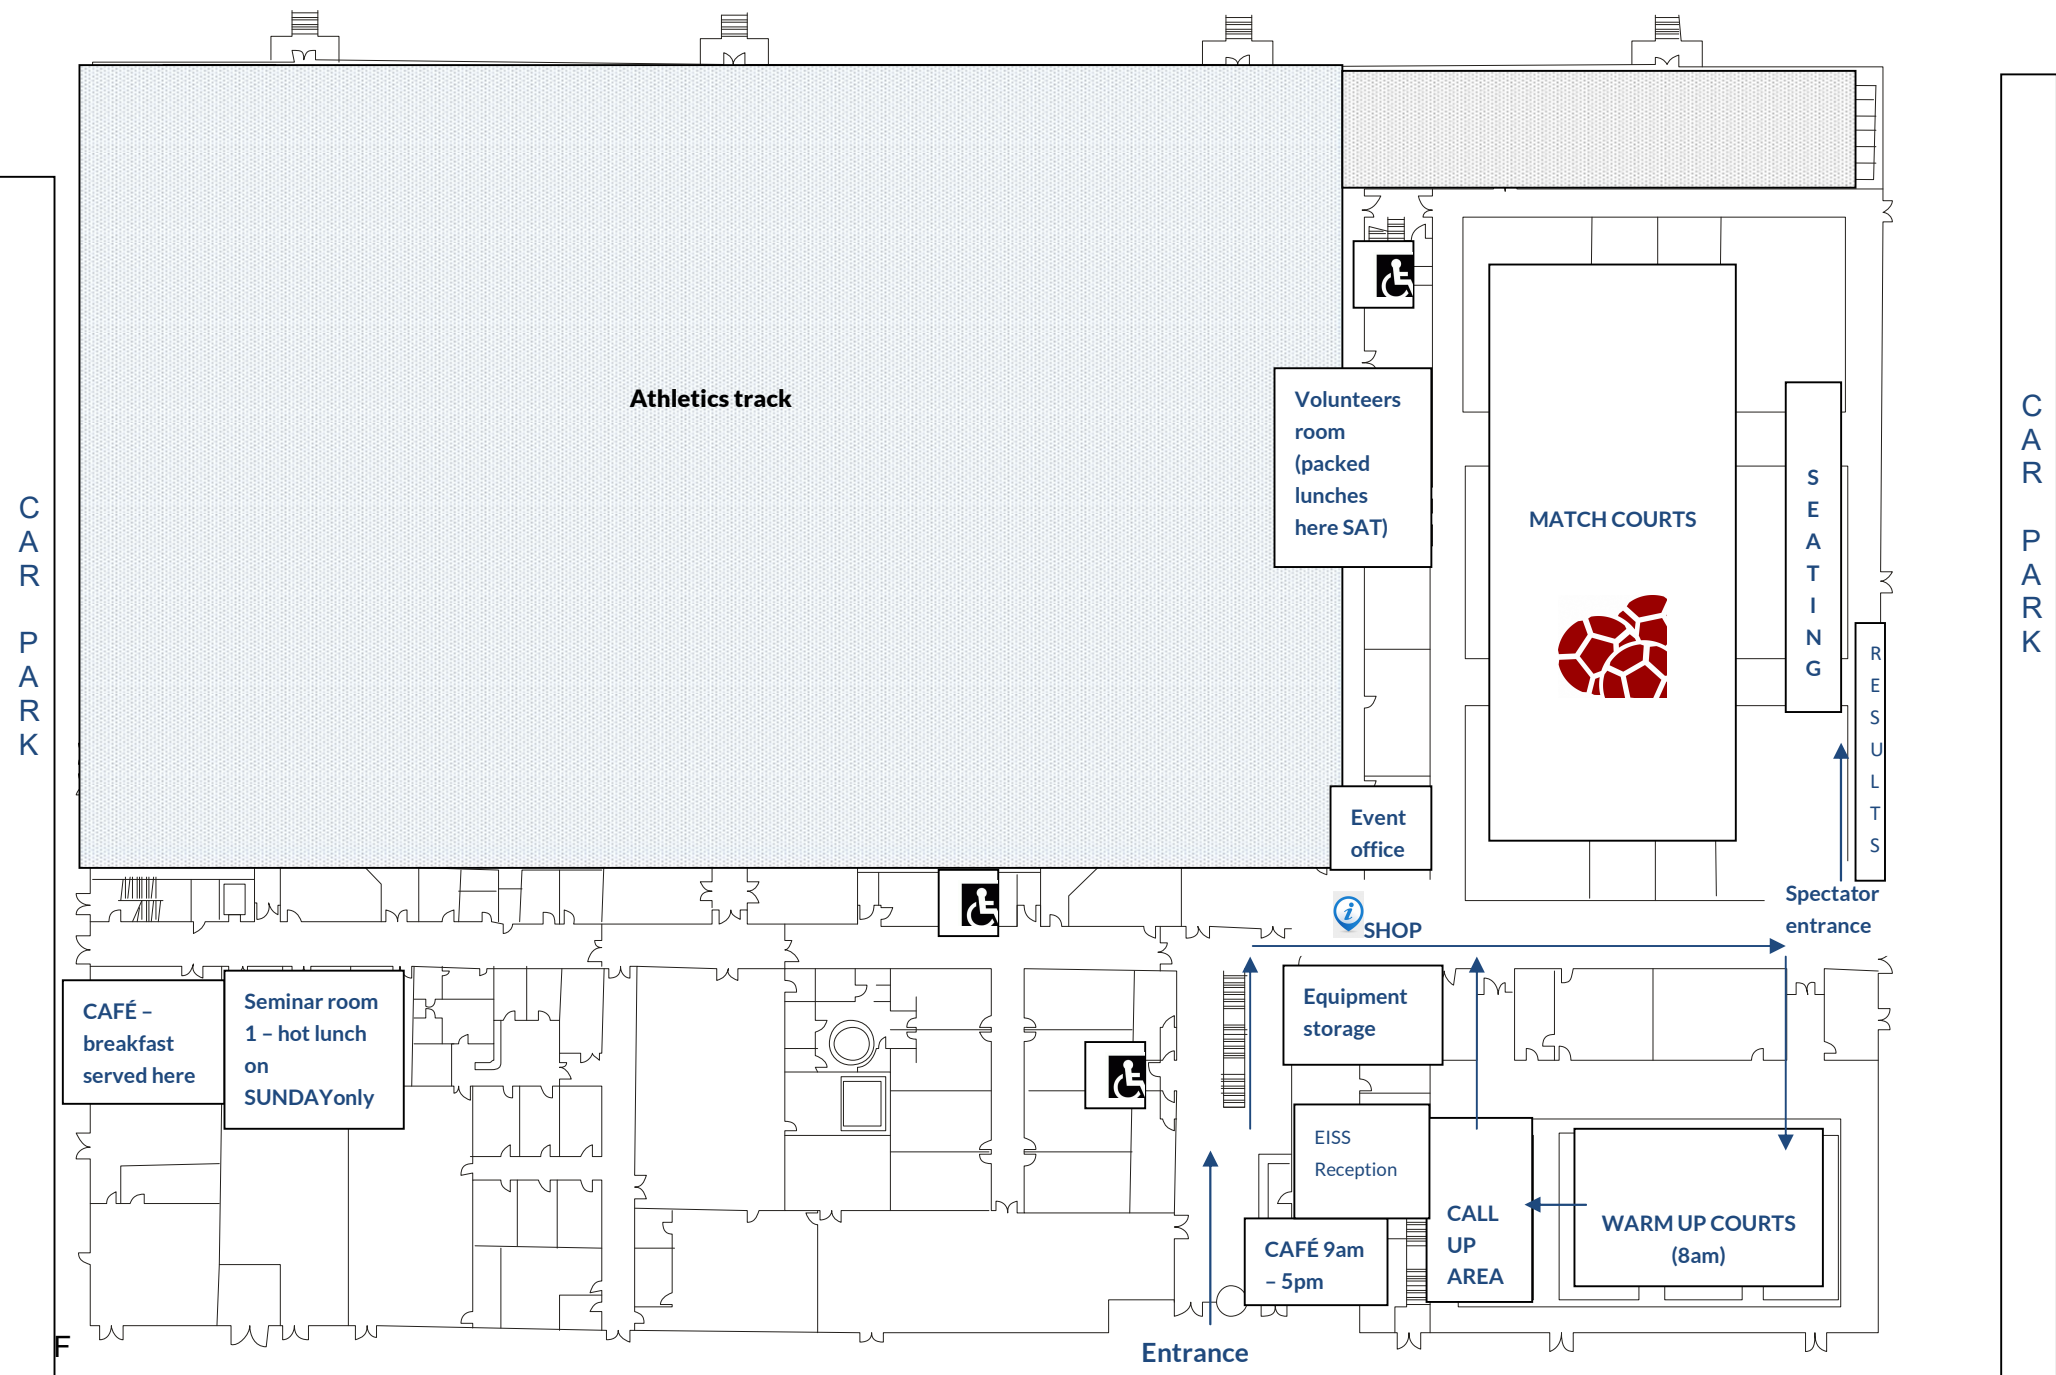 Athletics track
Volunteers
room
(packed
lunches
here SAT)
MATCH COURTS
S
E
A
T
I
N
G
R
E
S
U
L
T
S
C
A
R
P
A
R
K
C
A
R
P
A
R
K
Event
office
i
SHOP
Spectator
entrance
CAFÉ –
breakfast
served here
Seminar room
1 – hot lunch
on
SUNDAYonly
Equipment
storage
EISS
Reception
CALL
UP
AREA
WARM UP COURTS
(8am)
CAFÉ 9am
– 5pm
Entrance
F